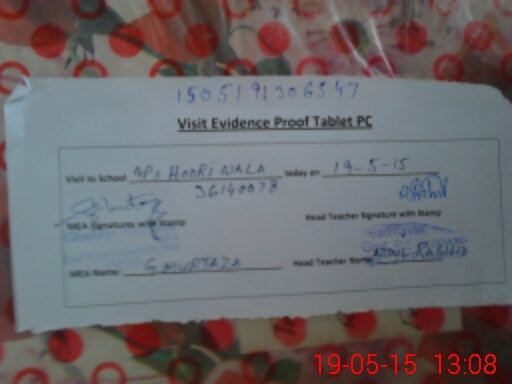 1505191306547
Visit Evidence Proof Tablet PC
Visit to School GPS HOORI WALA today on 19-5-15
36140078
MEA Signatures with Stamp Head Teacher Signature with Stamp
MEA Name: G MURTAZA Head Teacher Name: ABDUL RASHID
19-05-15 13:08